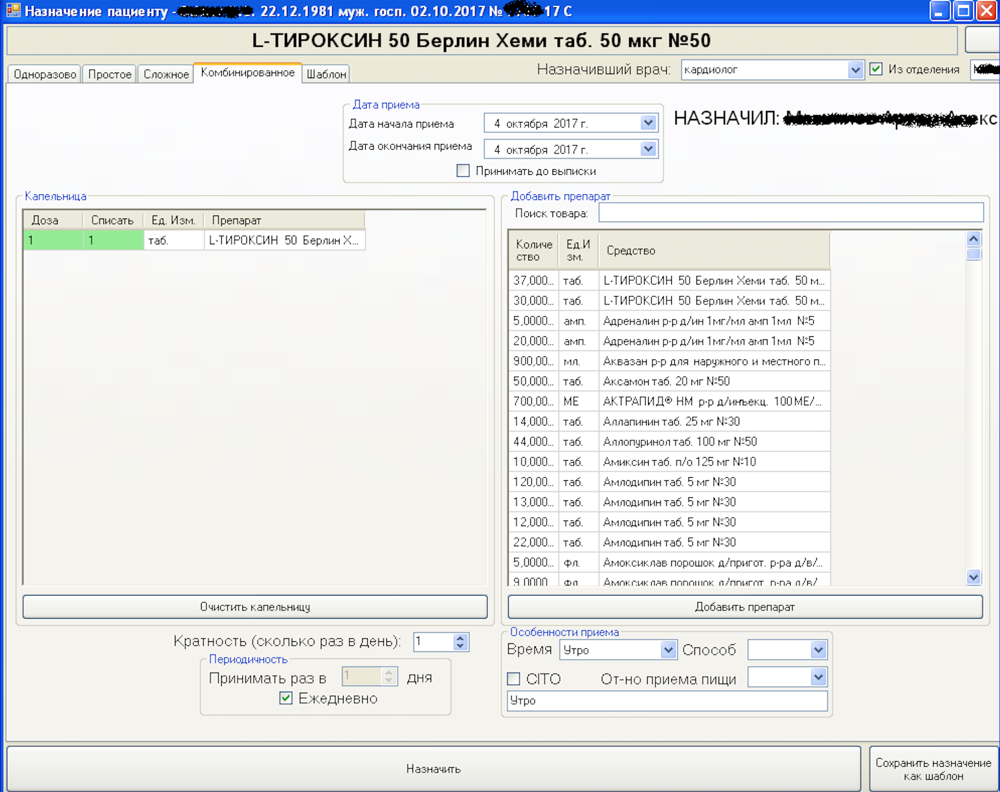 Назначение пациенту - 22.12.1981 муж. госп. 02.10.2017 № 17 С
L-ТИРОКСИН 50 Берлин Хеми таб. 50 мкг №50
Одноразово Простое Сложное Комбинированное Шаблон
Назначивший врач: кардиолог Из отделения
Дата приема
Дата начала приема 4 октября 2017 г.
Дата окончания приема 4 октября 2017 г.
Принимать до выписки
НАЗНАЧИЛ:
Капельница
Доза Списать Ед. Изм. Препарат
1 1 таб. L-ТИРОКСИН 50 Берлин Х...
Очистить капельницу
Добавить препарат
Поиск товара:
Количе
ство
Ед.И
зм.
Средство
37,000... таб. L-ТИРОКСИН 50 Берлин Хеми таб. 50 м...
30,000... таб. L-ТИРОКСИН 50 Берлин Хеми таб. 50 м...
5,0000... амп. Адреналин р-р д/ин 1мг/мл амп 1мл №5
20,000... амп. Адреналин р-р д/ин 1мг/мл амп 1мл №5
900,00... мл. Аквазан р-р для наружного и местного п...
50,000... таб. Аксамон таб. 20 мг №50
700,00... МЕ АКТРАПИД® НМ р-р д/инъекц. 100МЕ/...
14,000... таб. Аллапинин таб. 25 мг №30
44,000... таб. Аллопуринол таб. 100 мг №50
10,000... таб. Амиксин таб. п/о 125 мг №10
120,00... таб. Амлодипин таб. 5 мг №30
13,000... таб. Амлодипин таб. 5 мг №30
12,000... таб. Амлодипин таб. 5 мг №30
22,000... таб. Амлодипин таб. 5 мг №30
5,0000... фл. Амоксиклав порошок д/пригот. р-ра д/в/...
9,0000 фл Амоксиклав порошок д/пригот. р-ра д/в/
Добавить препарат
Кратность (сколько раз в день): 1
Периодичность
Принимать раз в 1 дня
Ежедневно
Особенности приема
Время Утро Способ
CITO От-но приема пищи
Утро
Назначить
Сохранить назначение
как шаблон